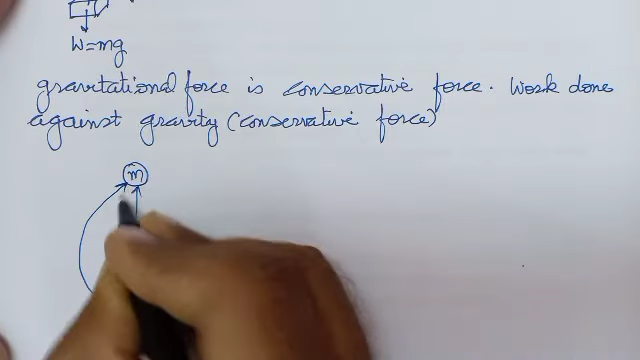 W=mg
gravitational force is conservative force. Work done
against gravity (conservative force)
m